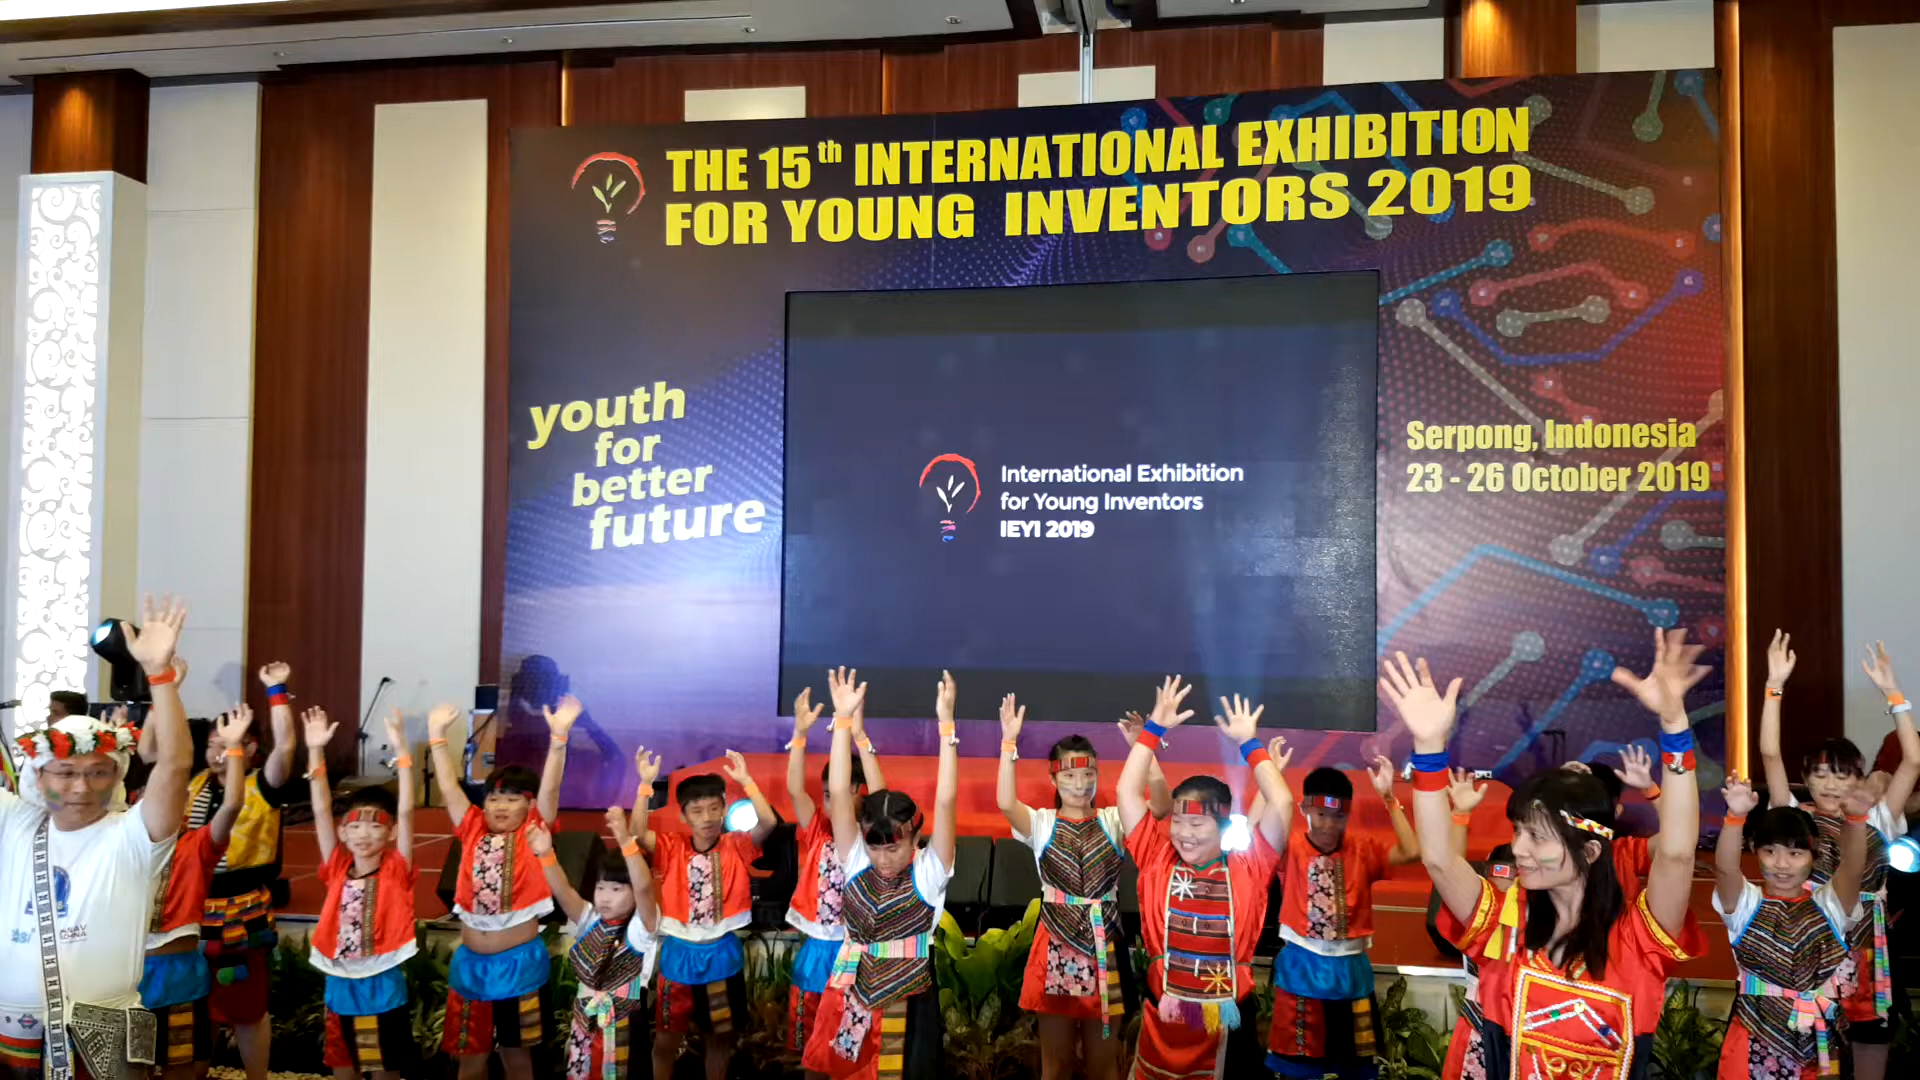 THE 15th INTERNATIONAL EXHIBITION
FOR YOUNG INVENTORS 2019
youth
for
better
future
International Exhibition
for Young Inventors
IEYI 2019
Serpong, Indonesia
23 - 26 October 2019